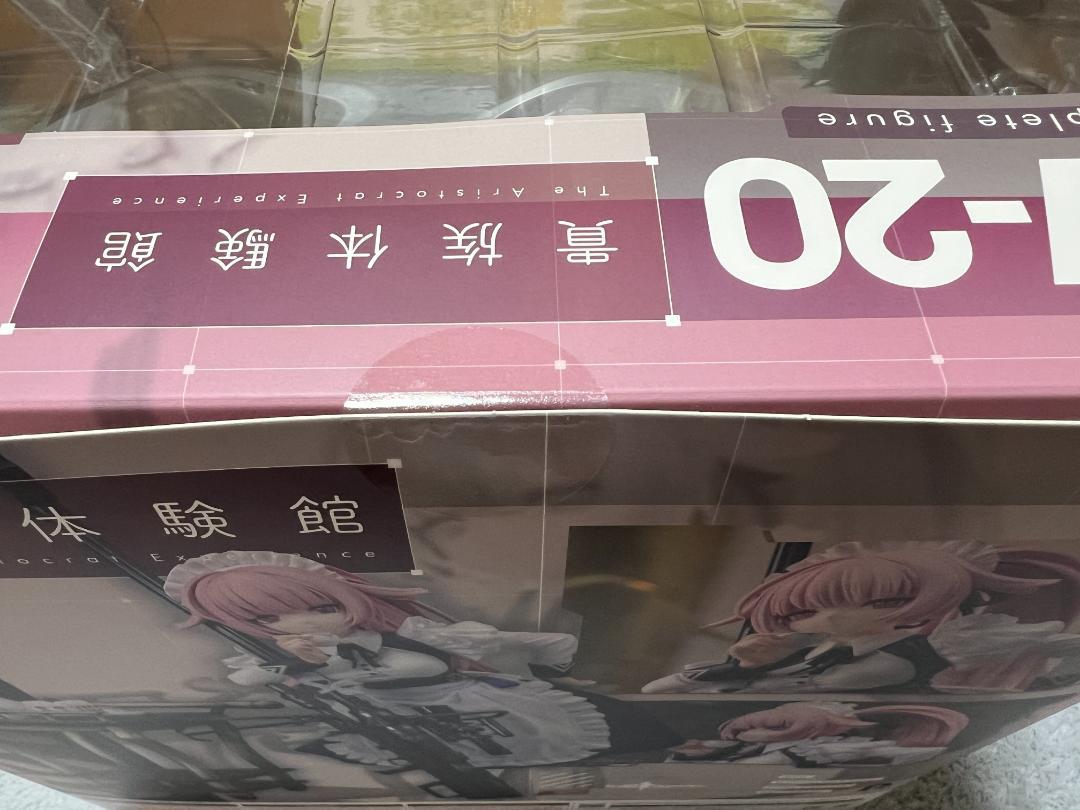 -20
plete figure
貴族体験館
The Aristocrat Experience
体験館
ocrat Experience